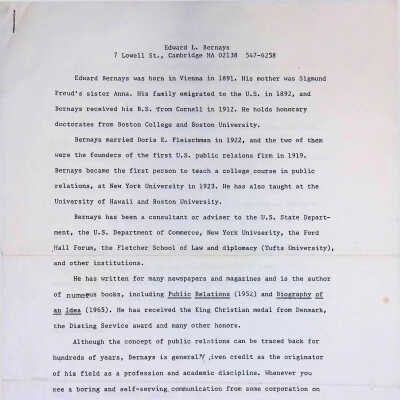 Edward L. Bernays
7 Lowell St., Cambridge MA 02138 547-6258
Edward Bernays was born in Vienna in 1891. His mother was Sigmund
Freud's sister Anna. His family emigrated to the U.S. in 1892, and
Bernays received his B.S. from Cornell in 1912. He holds honorary
doctorates from Boston College and Boston University.
Bernays married Doris E. Fleischman in 1922, and the two of them
were the founders of the first U.S. public relions firm in 1919.
Bernays became the first person to teach a college course in public
relations, at New York University in 1923. He has also taught at the
University of Hawaii and Boston University.
Bernays has been a consultant or adviser to the U.S. State Depart-
ment, the U.S. Department of Commerce, New York Univserity, the Ford
Hall Forum, the Fletcher School of Law and diplomacy (Tufts University),
and other institutions.
He has written for many newspapers and magazines and is the author
of numerous books, including Public Relations (1952) and Biography of
an Idea (1965). He has received the King Christian medal from Denmark,
the Disting Service award and many other honors.
Although the concept of public relations can be traced back for
hundreds of years, Bernays is generally iven credit as the originator
of his field as a profession and academic discipline. Whenever you
see a boring and self-serving communication from some corporation on